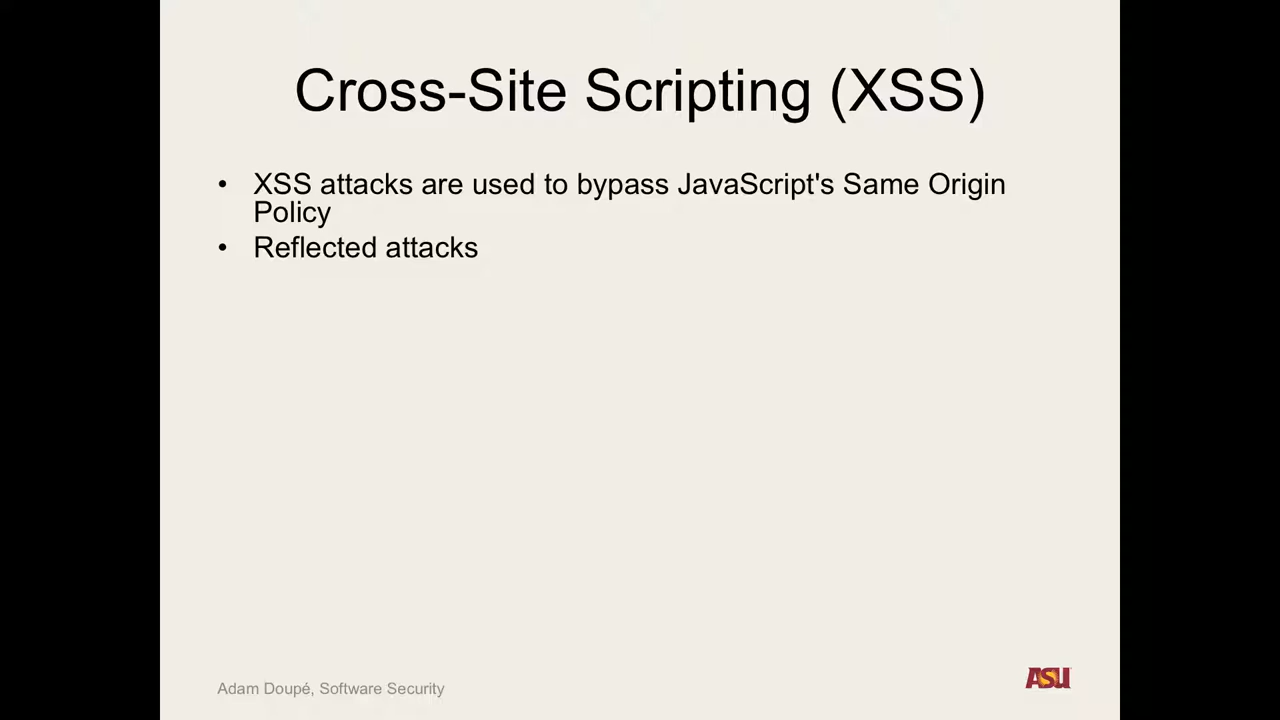 Cross-Site Scripting (XSS)
• XSS attacks are used to bypass JavaScript's Same Origin
Policy
• Reflected attacks
Adam Doupé, Software Security
ASU